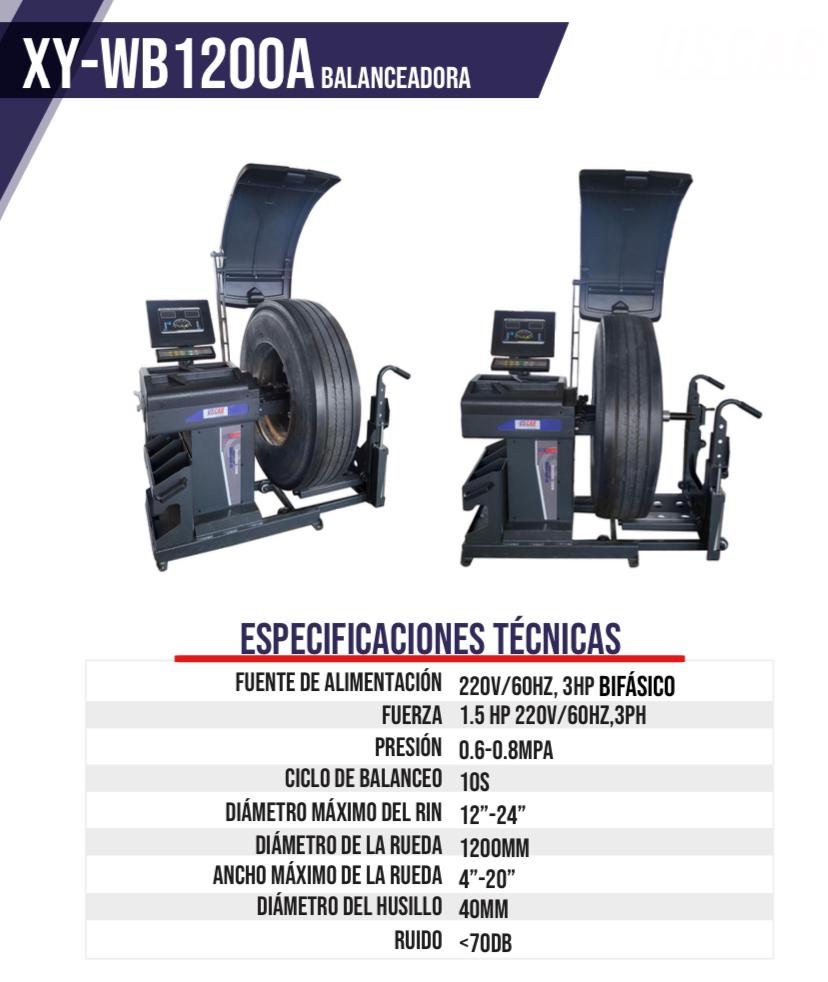 XY-WB1200A BALANCEADORA
USCAR
USCAR
ESPECIFICACIONES TÉCNICAS
FUENTE DE ALIMENTACIÓN 220V/60HZ, 3HP BIFÁSICO
FUERZA 1.5 HP 220V/60HZ,3PH
PRESIÓN 0.6-0.8MPA
CICLO DE BALANCEO 10S
DIÁMETRO MÁXIMO DEL RIN 12”-24”
DIÁMETRO DE LA RUEDA 1200MM
ANCHO MÁXIMO DE LA RUEDA 4”-20”
DIÁMETRO DEL HUSILLO 40MM
RUIDO <70DB